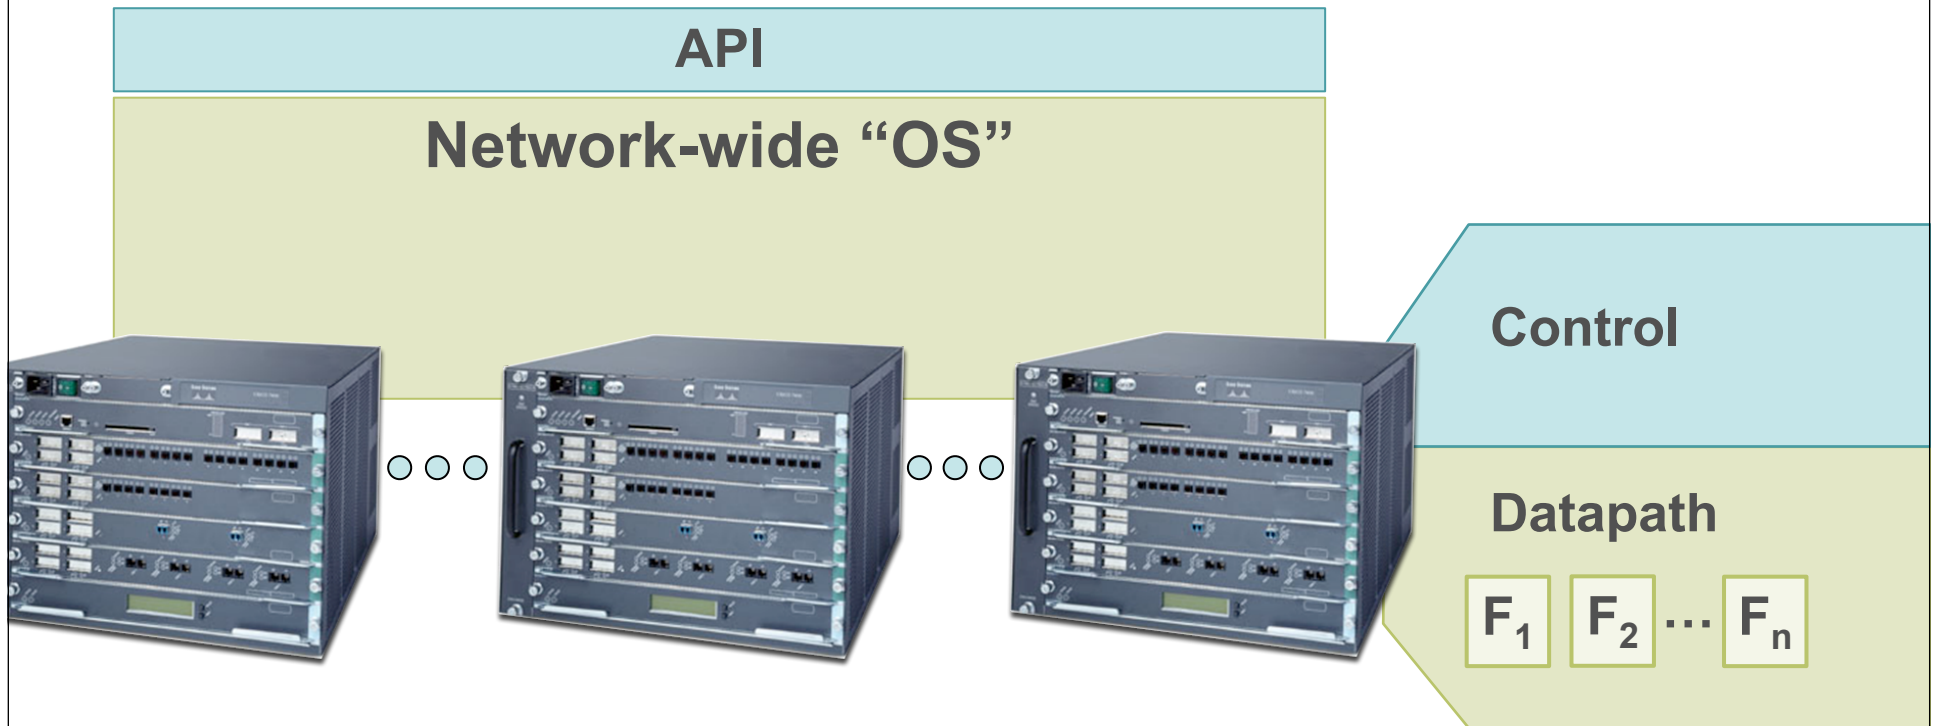 API
Network-wide “OS”
Control
Datapath
F1 F2 ... Fn